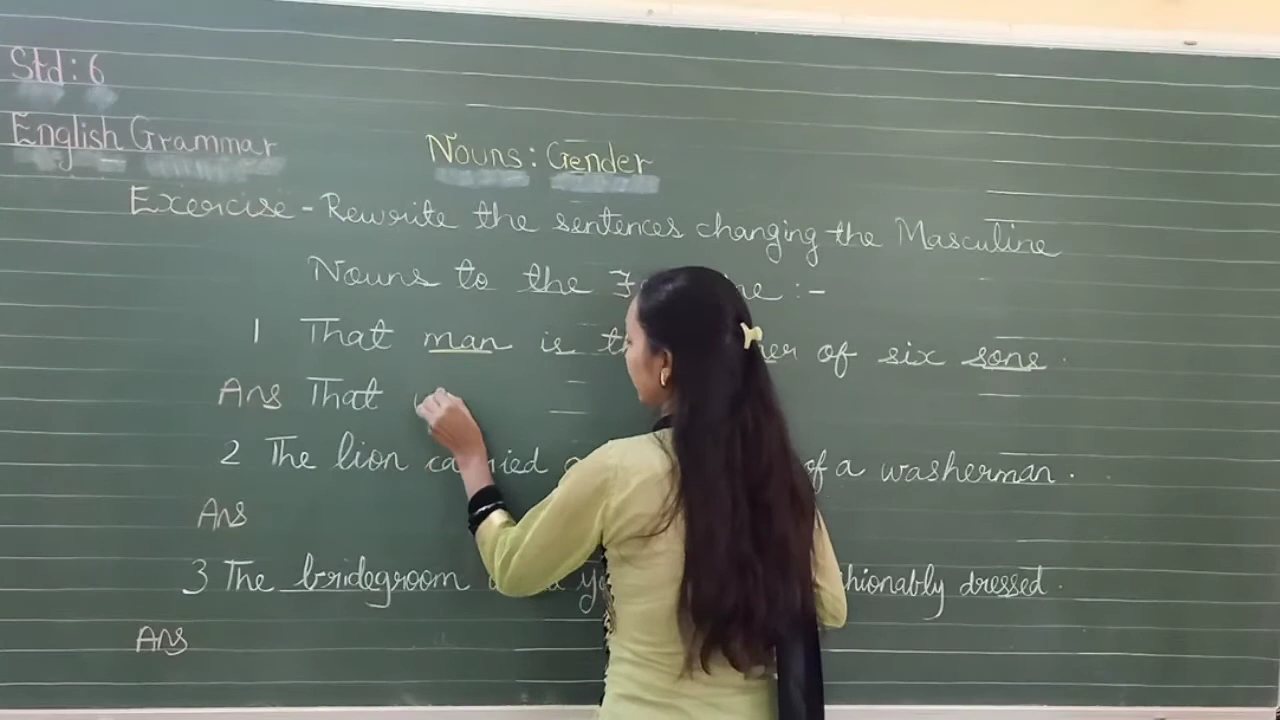 Std: 6
English Grammar
Nouns: Gender
Exercise - Rewrite the sentences changing the Masculine
Nouns to the :-
1 That man is of six sons.
Ans That
2 The lion carried of a washerman.
Ans
3 The bridegroom dressed.
Ans